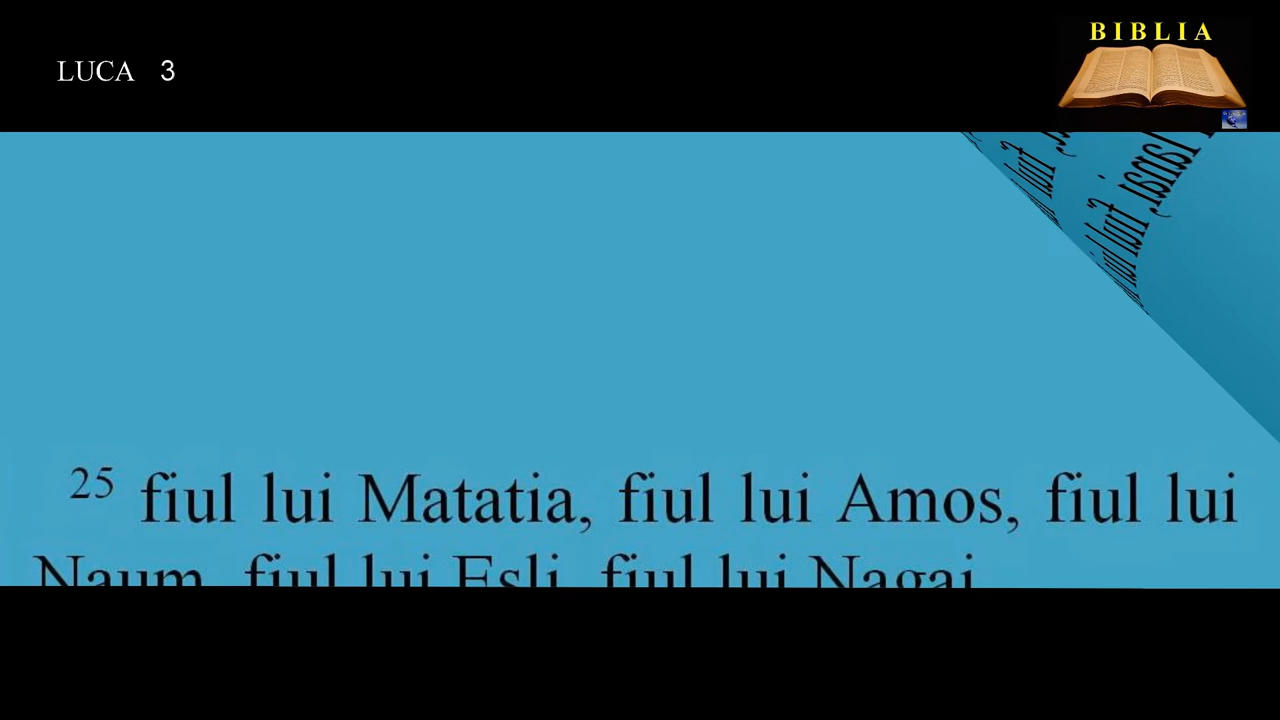 BIBLIA
LUCA 3
25 fiul lui Matatia, fiul lui Amos, fiul lui
Naum, fiul lui Esli, fiul lui Nagai,